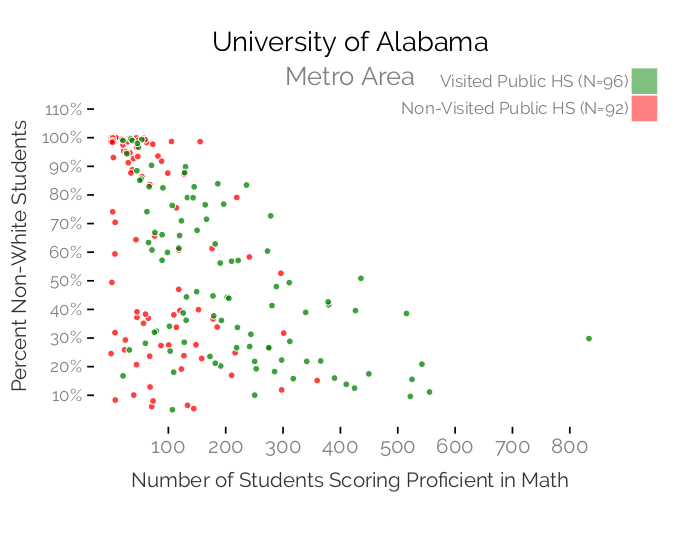 University of Alabama
Metro Area
Visited Public HS (N=96)
Non-Visited Public HS (N=92)
Percent Non-White Students
110%
100%
90%
80%
70%
60%
50%
40%
30%
20%
10%
100 200 300 400 500 600 700 800
Number of Students Scoring Proficient in Math